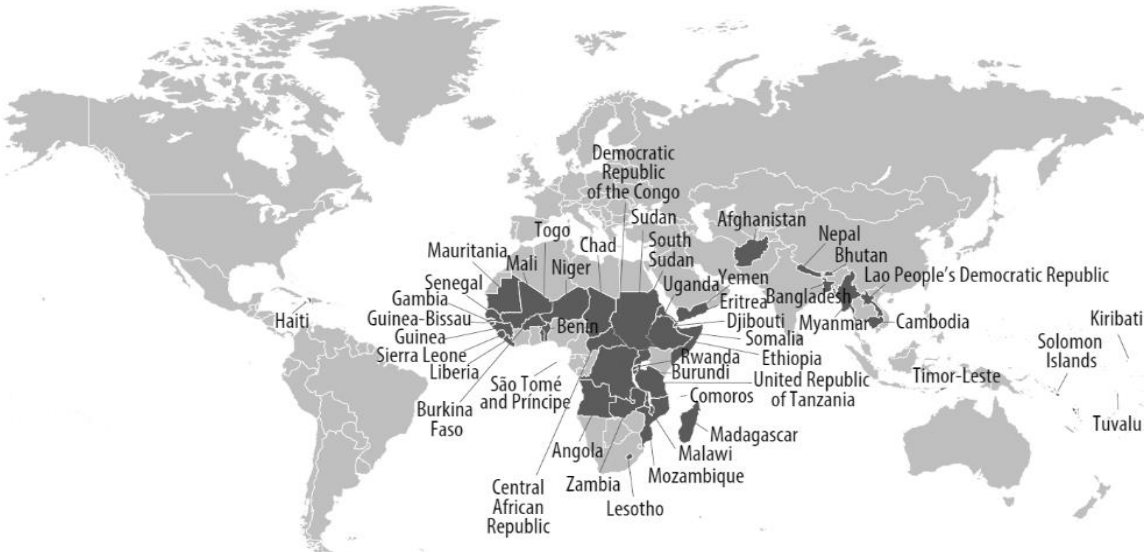 Democratic
Republic
of the Congo
Sudan
South
Sudan
Togo
Chad
Mauritania
Mali
Niger
Uganda
Afghanistan
Nepal
Bhutan
Lao People's Democratic Republic
Yemen
Bangladesh
Senegal
Gambia
Guinea-Bissau
Guinea
Sierra Leone
Liberia
Benin
Eritrea
Djibouti
Somalia
Ethiopia
Myanmar
Cambodia
Haiti
Kiribati
Solomon
Islands
Rwanda
Burundi
São Tomé
and Príncipe
United Republic
of Tanzania
Timor-Leste
Comoros
Tuvalu
Burkina
Faso
Madagascar
Angola
Malawi
Mozambique
Zambia
Central
African
Republic
Lesotho